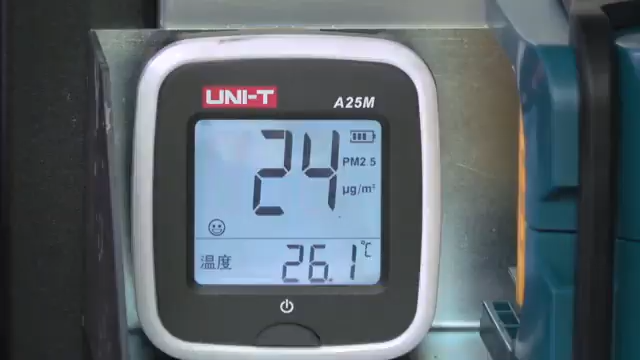 UNI-T
A25M
24
PM2.5
µg/m³
温度 26.1 ℃